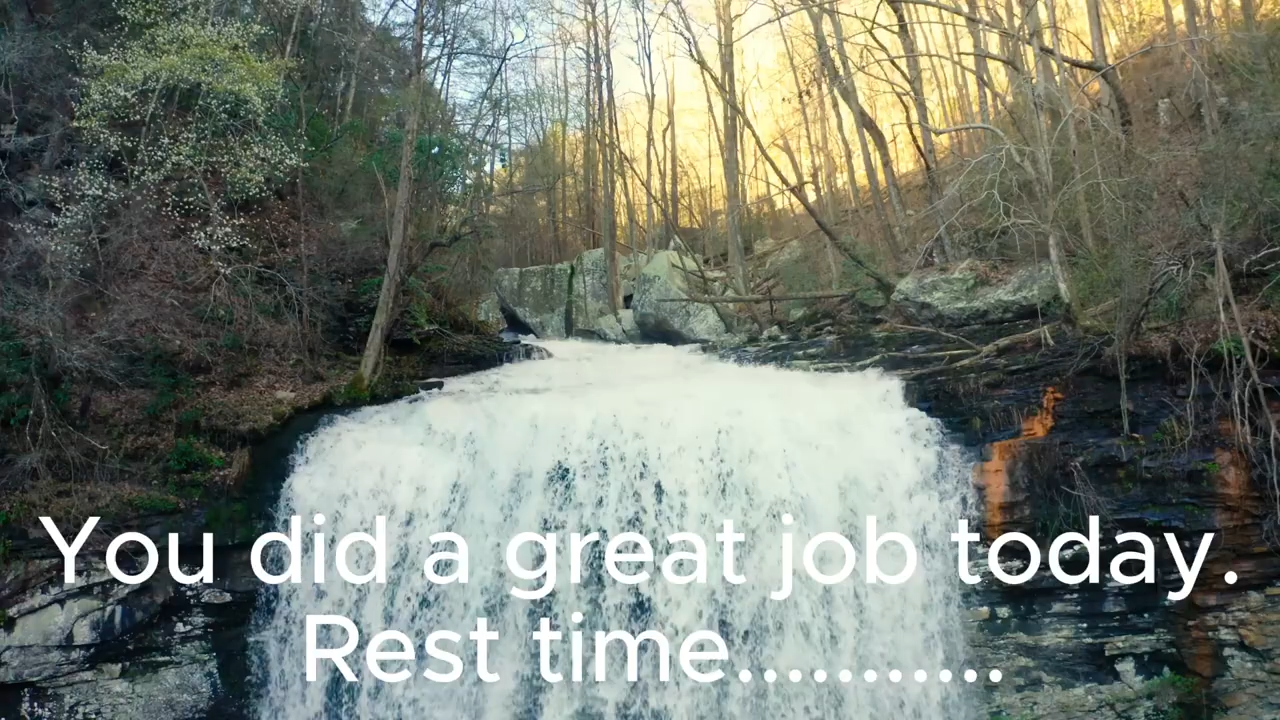 You did a great job today.
Rest time...........